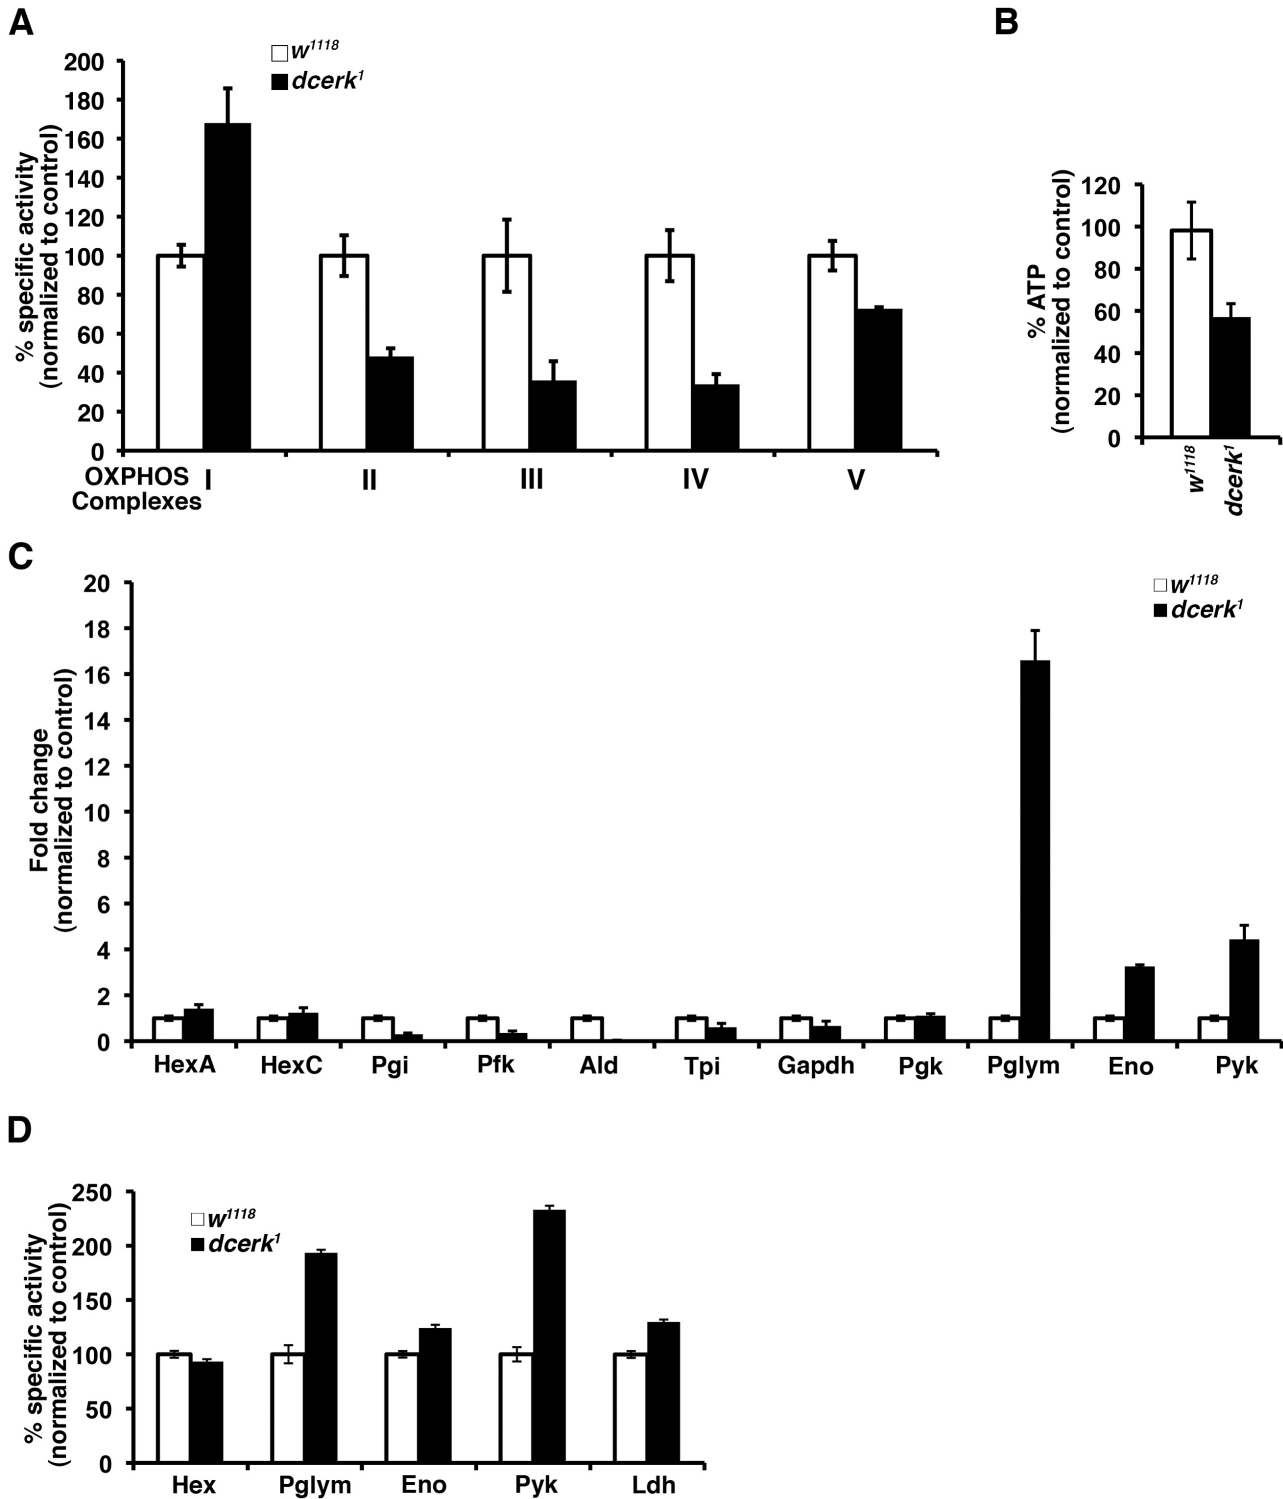 A
w1118
dcerk1
% specific activity
(normalized to control)
200
180
160
140
120
100
80
60
40
20
0
OXPHOS
Complexes
I
II
III
IV
V
B
% ATP
(normalized to control)
120
100
80
60
40
20
0
w1118
dcerk1
C
w1118
dcerk1
Fold change
(normalized to control)
20
18
16
14
12
10
8
6
4
2
0
HexA
HexC
Pgi
Pfk
Ald
Tpi
Gapdh
Pgk
Pglym
Eno
Pyk
D
w1118
dcerk1
% specific activity
(normalized to control)
250
200
150
100
50
0
Hex
Pglym
Eno
Pyk
Ldh